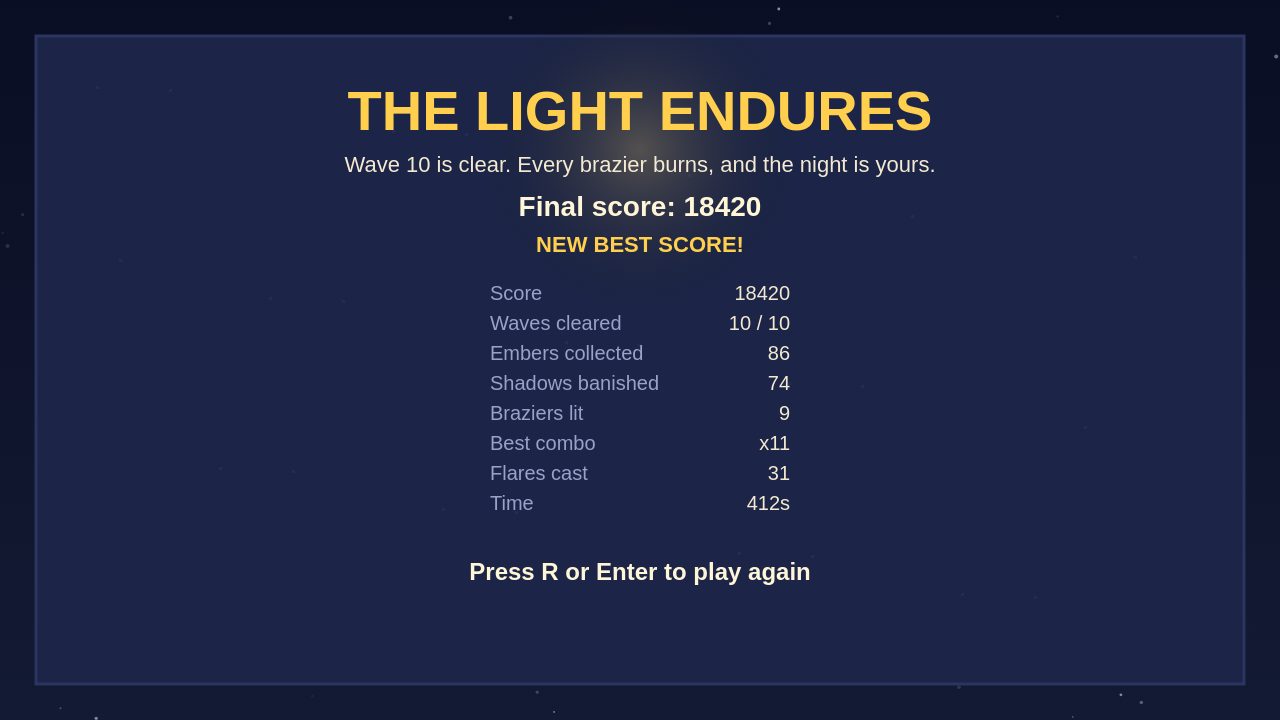 THE LIGHT ENDURES
Wave 10 is clear. Every brazier burns, and the night is yours.
Final score: 18420
NEW BEST SCORE!
Score 18420
Waves cleared 10 / 10
Embers collected 86
Shadows banished 74
Braziers lit 9
Best combo x11
Flares cast 31
Time 412s
Press R or Enter to play again